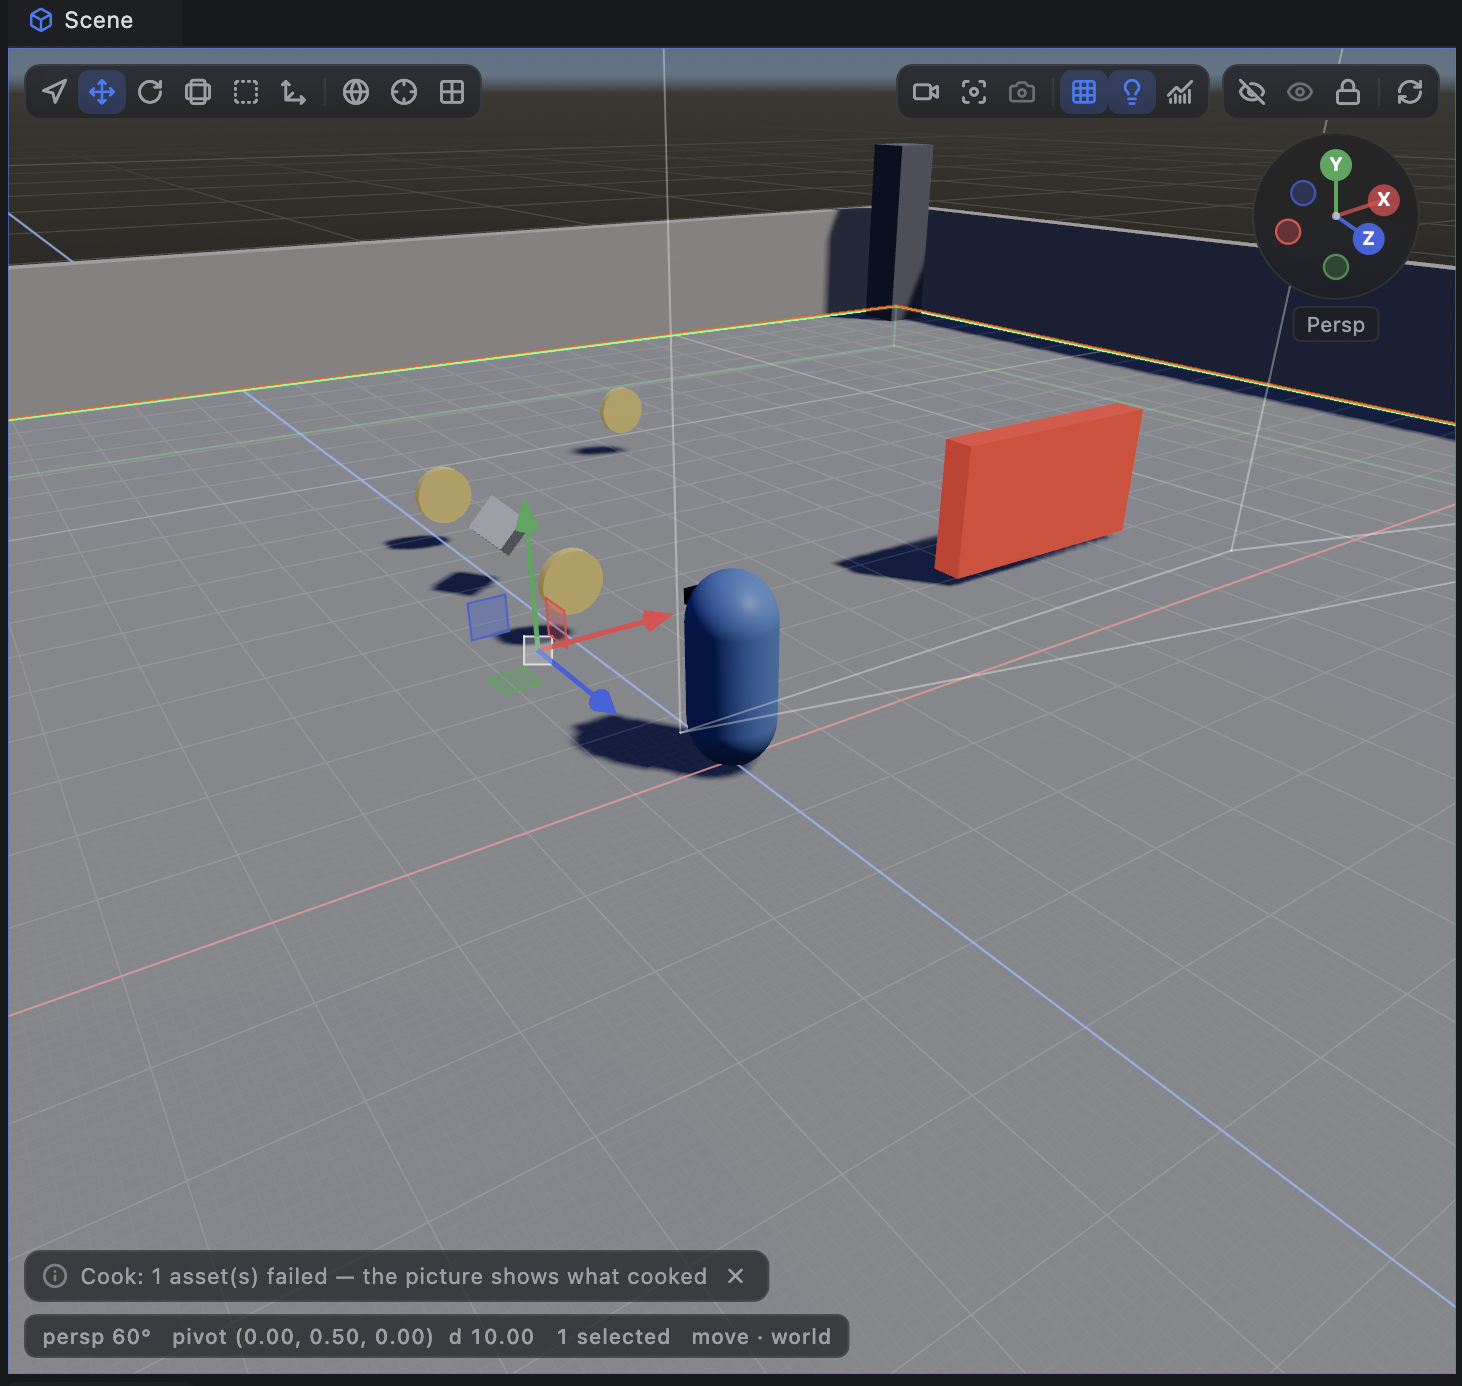 Scene
Y
X
Z
Persp
Cook: 1 asset(s) failed — the picture shows what cooked
persp 60° pivot (0.00, 0.50, 0.00) d 10.00 1 selected move · world